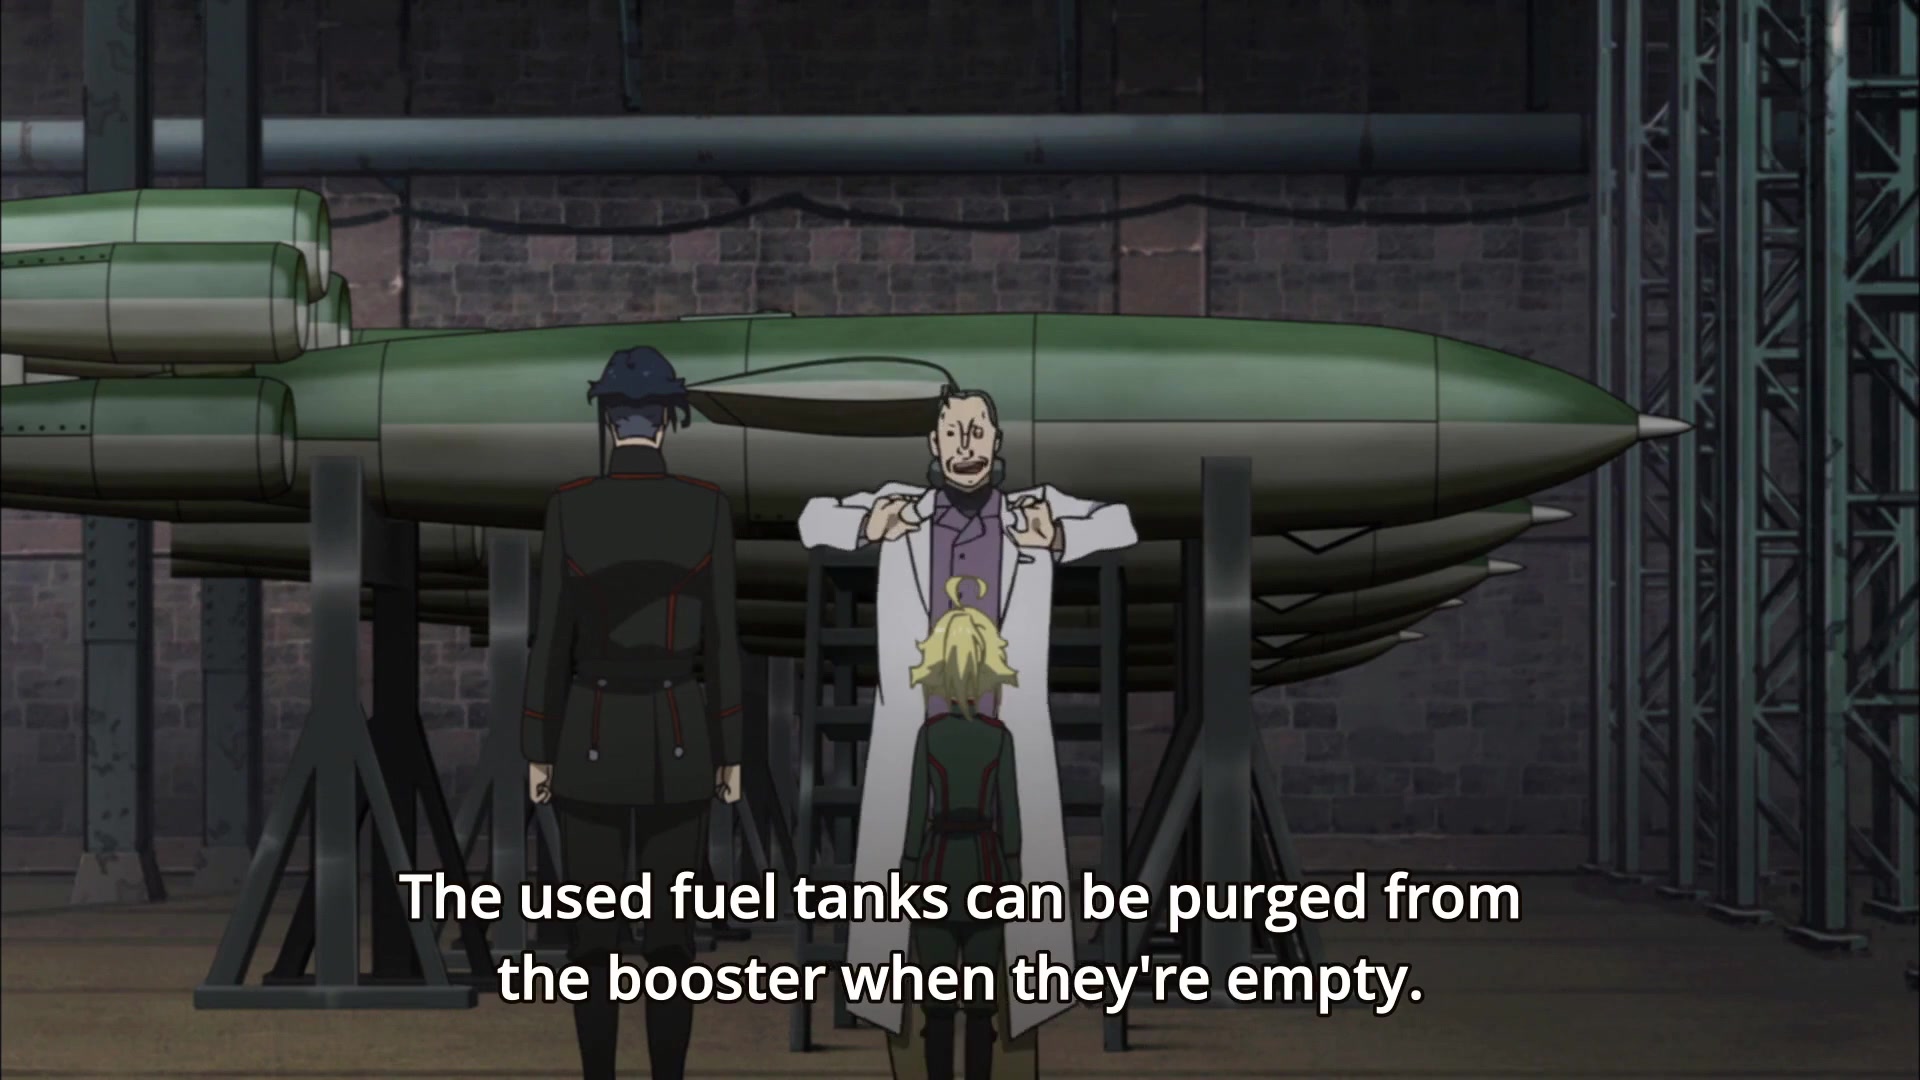 The used fuel tanks can be purged from
the booster when they're empty.